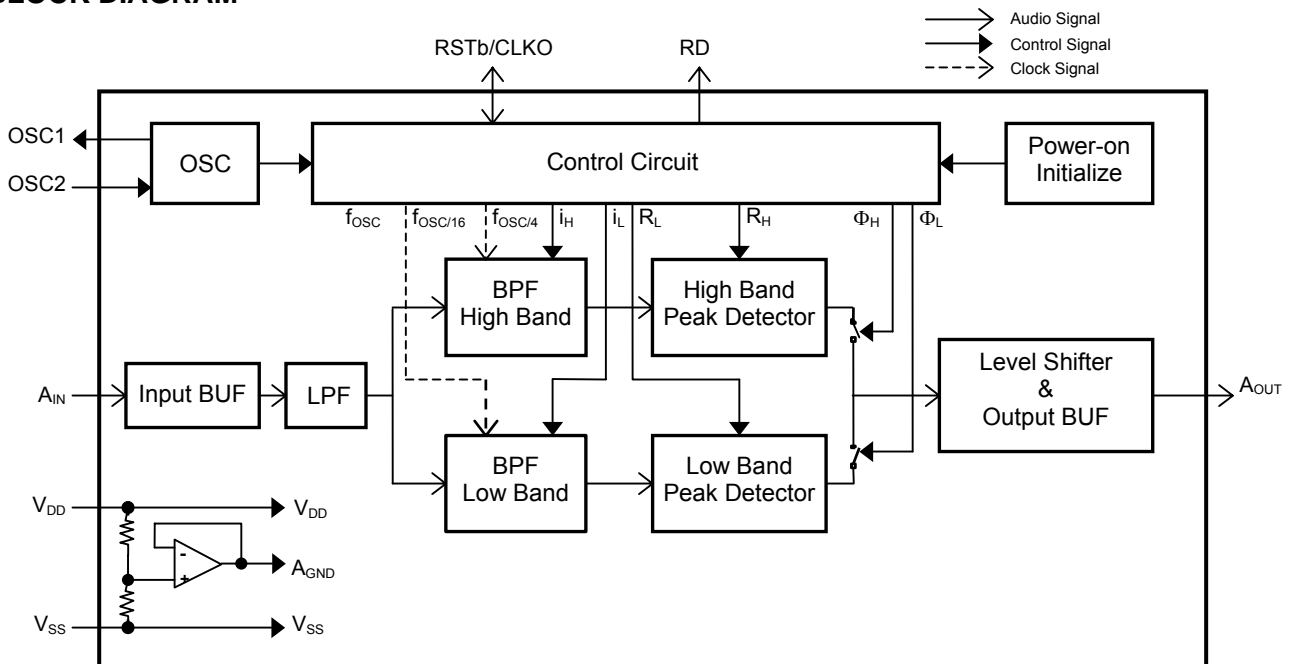 BLOCK DIAGRAM
Audio Signal
Control Signal
Clock Signal
RSTb/CLKO
RD
OSC1
OSC2
OSC
Control Circuit
Power-on
Initialize
fOSC
fOSC/16
fOSC/4
iH
iL
RL
RH
ΦH
ΦL
BPF
High Band
High Band
Peak Detector
AIN
Input BUF
LPF
Level Shifter
&
Output BUF
AOUT
BPF
Low Band
Low Band
Peak Detector
VDD
VDD
-
+
AGND
VSS
VSS